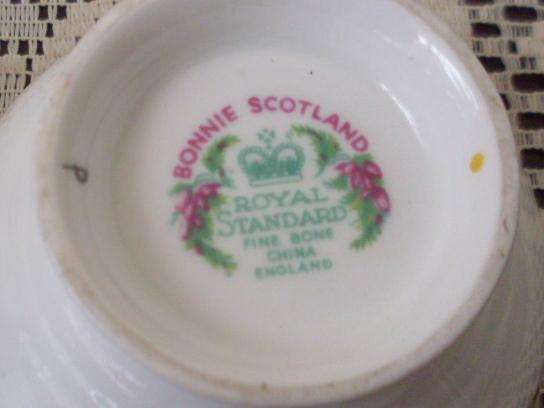 BONNIE SCOTLAND
ROYAL
STANDARD
FINE BONE
CHINA
ENGLAND
P